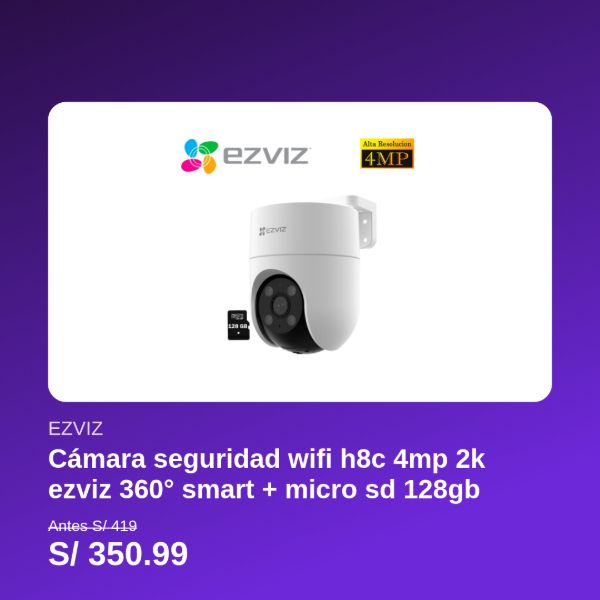 ezviz
Alta Resolucion
4MP
EZVIZ
128 GB
EZVIZ
Cámara seguridad wifi h8c 4mp 2k
ezviz 360° smart + micro sd 128gb
Antes S/ 419
S/ 350.99